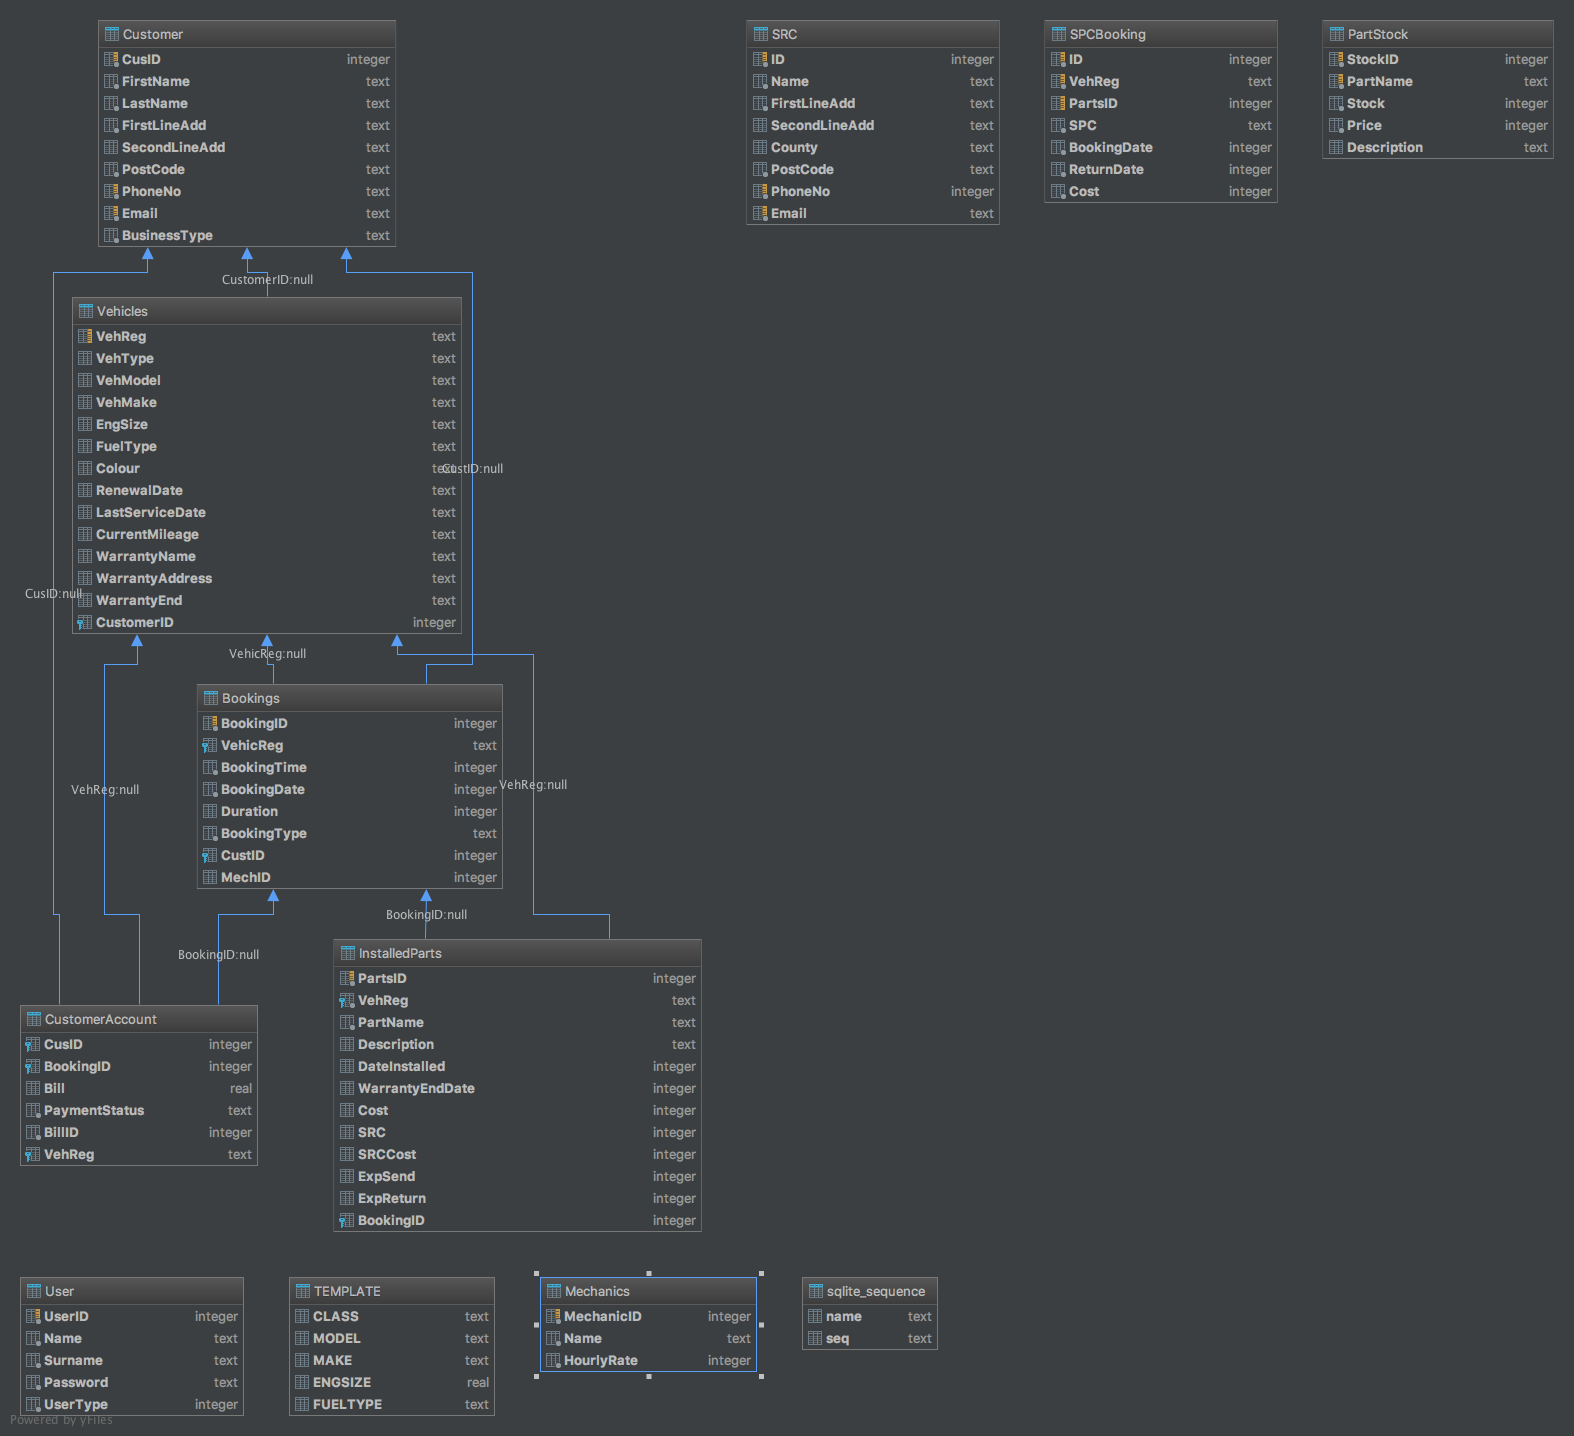 Customer
CusID integer
FirstName text
LastName text
FirstLineAdd text
SecondLineAdd text
PostCode text
PhoneNo text
Email text
BusinessType text
SRC
ID integer
Name text
FirstLineAdd text
SecondLineAdd text
County text
PostCode text
PhoneNo integer
Email text
SPCBooking
ID integer
VehReg text
PartsID integer
SPC text
BookingDate integer
ReturnDate integer
Cost integer
PartStock
StockID integer
PartName text
Stock integer
Price integer
Description text
CustomerID:null
Vehicles
VehReg text
VehType text
VehModel text
VehMake text
EngSize text
FuelType text
Colour text
CustID:null
RenewalDate text
LastServiceDate text
CurrentMileage text
WarrantyName text
WarrantyAddress text
CusID:null
WarrantyEnd text
CustomerID integer
VehicReg:null
Bookings
BookingID integer
VehicReg text
BookingTime integer
BookingDate integer
Duration integer
BookingType text
CustID integer
MechID integer
VehReg:null
VehReg:null
BookingID:null
BookingID:null
InstalledParts
PartsID integer
VehReg text
PartName text
Description text
DateInstalled integer
WarrantyEndDate integer
Cost integer
SRC integer
SRCCost integer
ExpSend integer
ExpReturn integer
BookingID integer
CustomerAccount
CusID integer
BookingID integer
Bill real
PaymentStatus text
BillID integer
VehReg text
User
UserID integer
Name text
Surname text
Password text
UserType integer
TEMPLATE
CLASS text
MODEL text
MAKE text
ENGSIZE real
FUELTYPE text
Mechanics
MechanicID integer
Name text
HourlyRate integer
sqlite_sequence
name text
seq text
Powered by yFiles